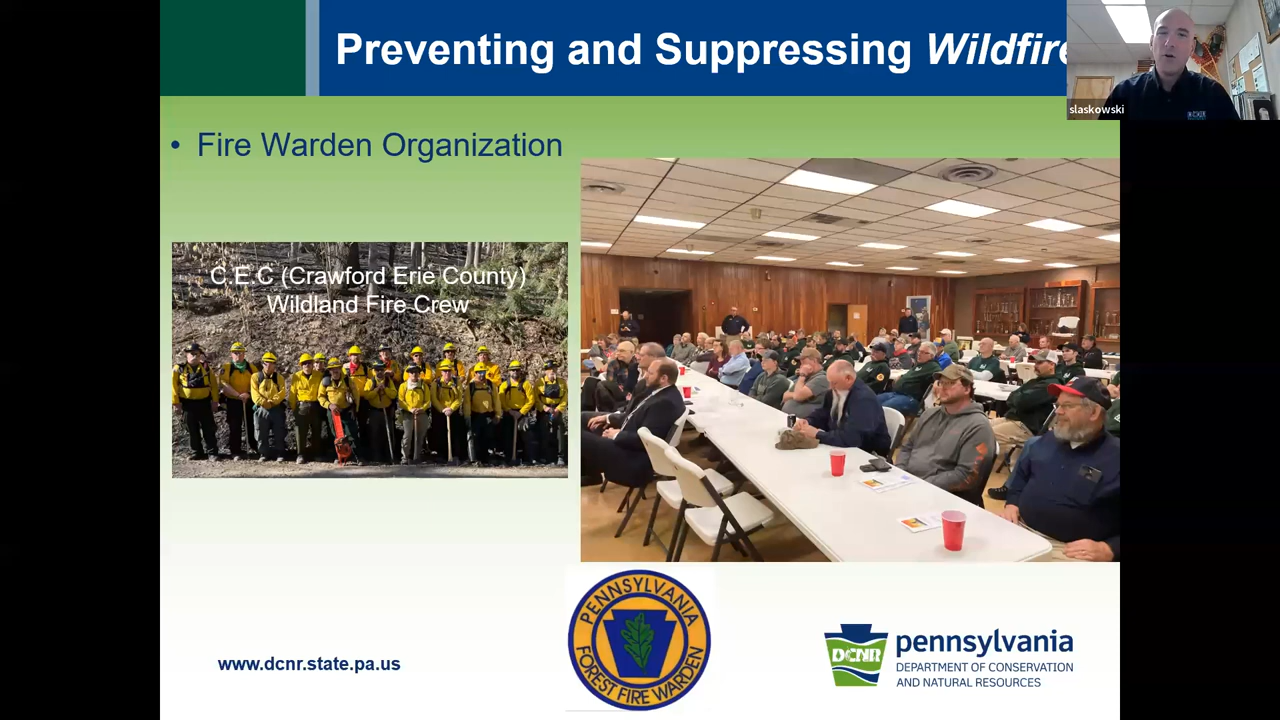 Preventing and Suppressing Wildfire
slaskowski
• Fire Warden Organization
C.E.C (Crawford Erie County)
Wildland Fire Crew
PENNSYLVANIA
FOREST FIRE WARDEN
www.dcnr.state.pa.us
DCNR
pennsylvania
DEPARTMENT OF CONSERVATION
AND NATURAL RESOURCES